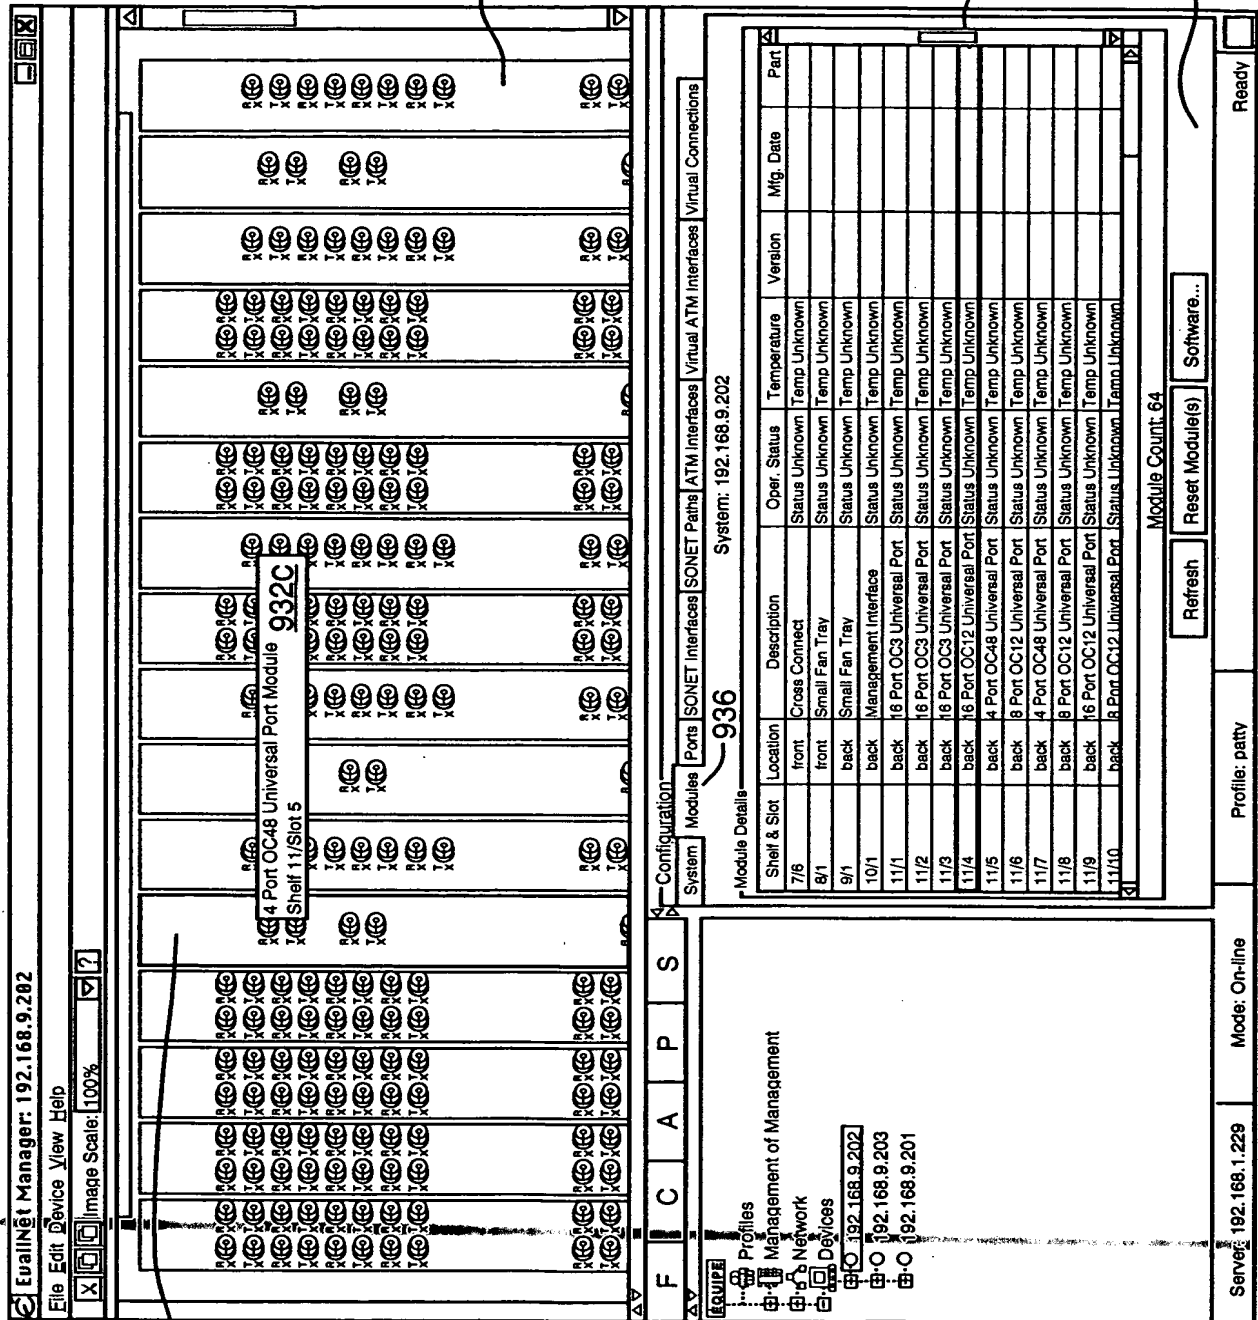 EualNet Manager: 192.168.9.202
File Edit Device View Help
X Image Scale: 100% ?
4 Port OC48 Universal Port Module
Shelf 11/Slot 5
932C
F C A P S
EQUIPE
Profiles
Management of Management
Network
Devices
192.168.9.202
192.168.9.203
192.168.9.201
Configuration
System Modules Ports SONET Interfaces SONET Paths ATM Interfaces Virtual ATM Interfaces Virtual Connections
936
System: 192.168.9.202
Module Details
Shelf & Slot Location Description Oper. Status Temperature Version Mfg. Date Part
7/6 front Cross Connect Status Unknown Temp Unknown
8/1 front Small Fan Tray Status Unknown Temp Unknown
9/1 back Small Fan Tray Status Unknown Temp Unknown
10/1 back Management Interface Status Unknown Temp Unknown
11/1 back 16 Port OC3 Universal Port Status Unknown Temp Unknown
11/2 back 16 Port OC3 Universal Port Status Unknown Temp Unknown
11/3 back 16 Port OC3 Universal Port Status Unknown Temp Unknown
11/4 back 16 Port OC12 Universal Port Status Unknown Temp Unknown
11/5 back 4 Port OC48 Universal Port Status Unknown Temp Unknown
11/6 back 8 Port OC12 Universal Port Status Unknown Temp Unknown
11/7 back 4 Port OC48 Universal Port Status Unknown Temp Unknown
11/8 back 8 Port OC12 Universal Port Status Unknown Temp Unknown
11/9 back 16 Port OC12 Universal Port Status Unknown Temp Unknown
11/10 back 8 Port OC12 Universal Port Status Unknown Temp Unknown
Module Count: 64
Refresh Reset Module(s) Software...
Server: 192.168.1.229 Mode: On-line Profile: patty Ready